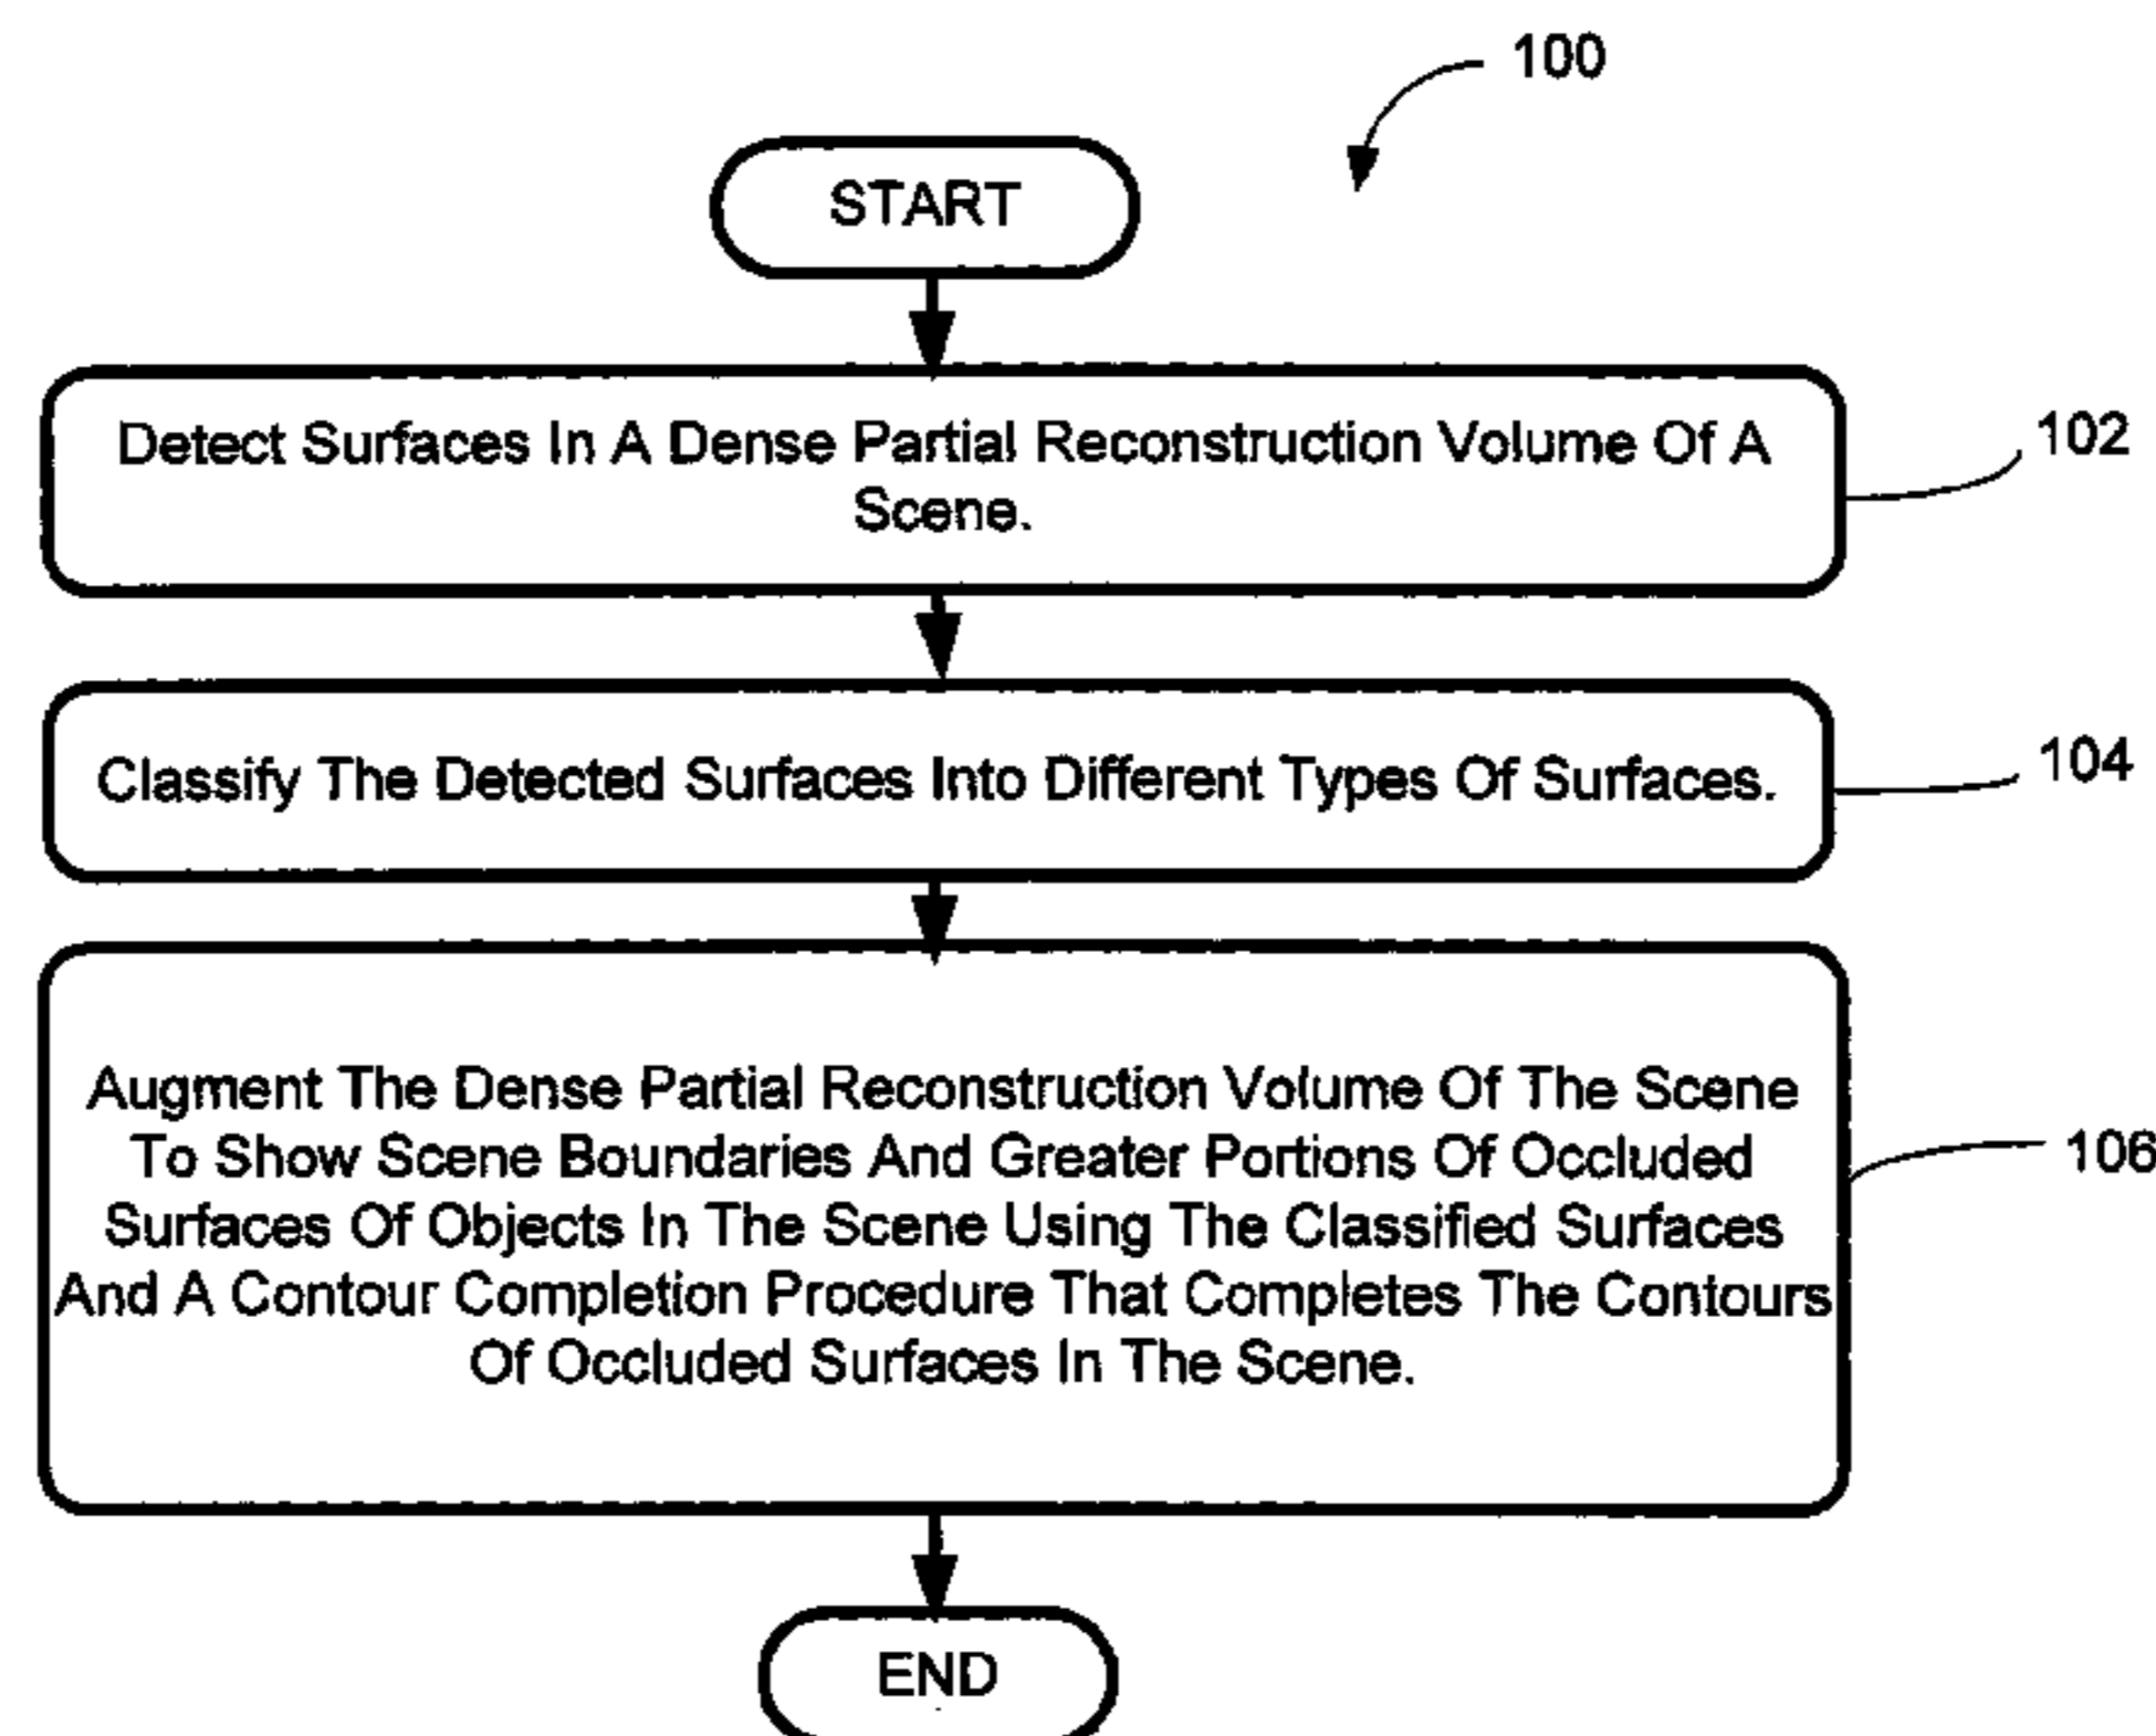 100
START
Detect Surfaces In A Dense Partial Reconstruction Volume Of A
Scene.
102
Classify The Detected Surfaces Into Different Types Of Surfaces.
104
Augment The Dense Partial Reconstruction Volume Of The Scene
To Show Scene Boundaries And Greater Portions Of Occluded
Surfaces Of Objects In The Scene Using The Classified Surfaces
And A Contour Completion Procedure That Completes The Contours
Of Occluded Surfaces In The Scene.
106
END